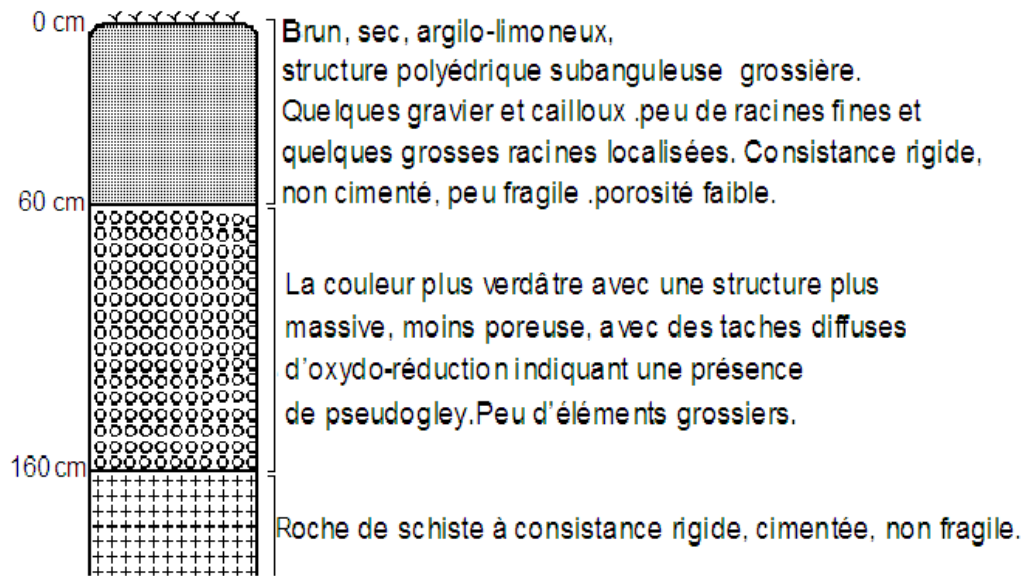 0 cm
Brun, sec, argilo-limoneux,
structure polyédrique subanguleuse grossière.
Quelques gravier et cailloux .peu de racines fines et
quelques grosses racines localisées. Consistance rigide,
non cimenté, peu fragile .porosité faible.
60 cm
La couleur plus verdâtre avec une structure plus
massive, moins poreuse, avec des taches diffuses
d'oxydo-réduction indiquant une présence
de pseudogley.Peu d'éléments grossiers.
160 cm
Roche de schiste à consistance rigide, cimentée, non fragile.